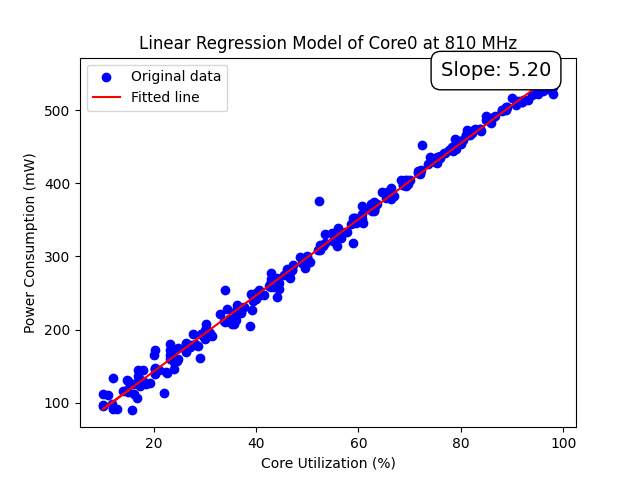 Linear Regression Model of Core0 at 810 MHz
Slope: 5.20
Original data
Fitted line
Power Consumption (mW)
500
400
300
200
100
20 40 60 80 100
Core Utilization (%)